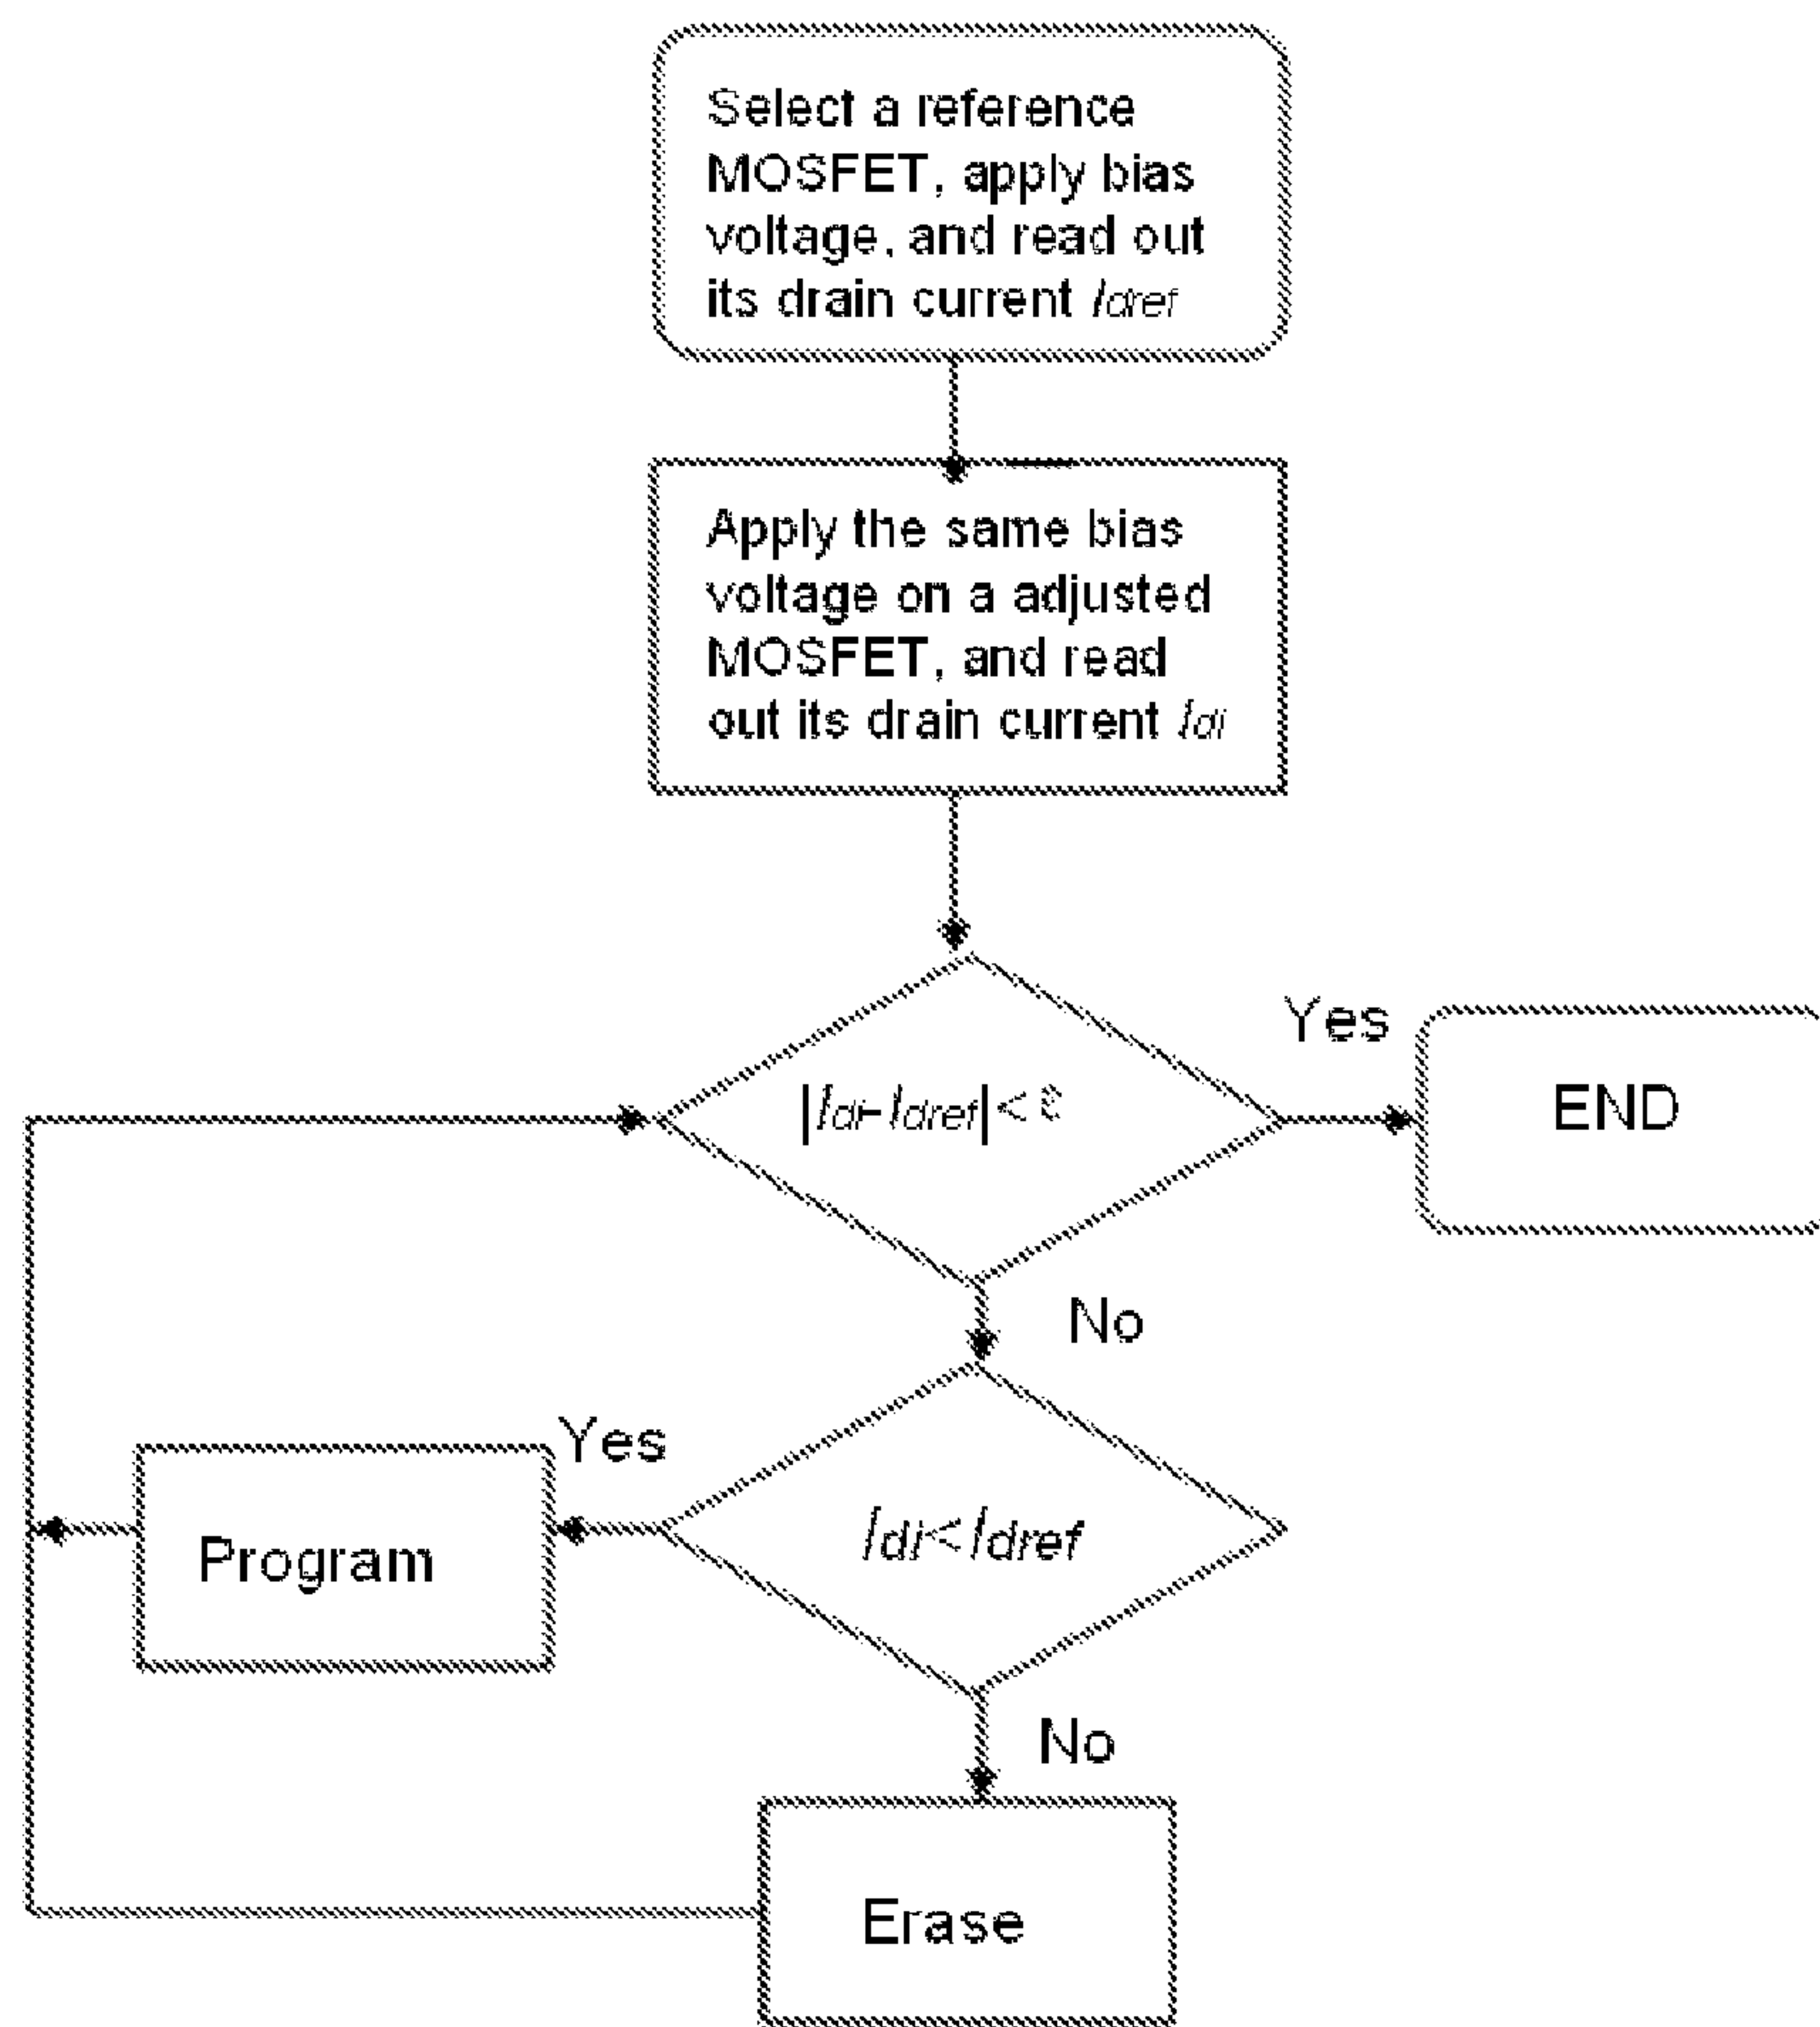 Select a reference
MOSFET, apply bias
voltage, and read out
its drain current Idref
Apply the same bias
voltage on a adjusted
MOSFET, and read
out its drain current Idi
|Idi-Idref|<
Yes
END
No
Idi<Idref
Yes
Program
No
Erase